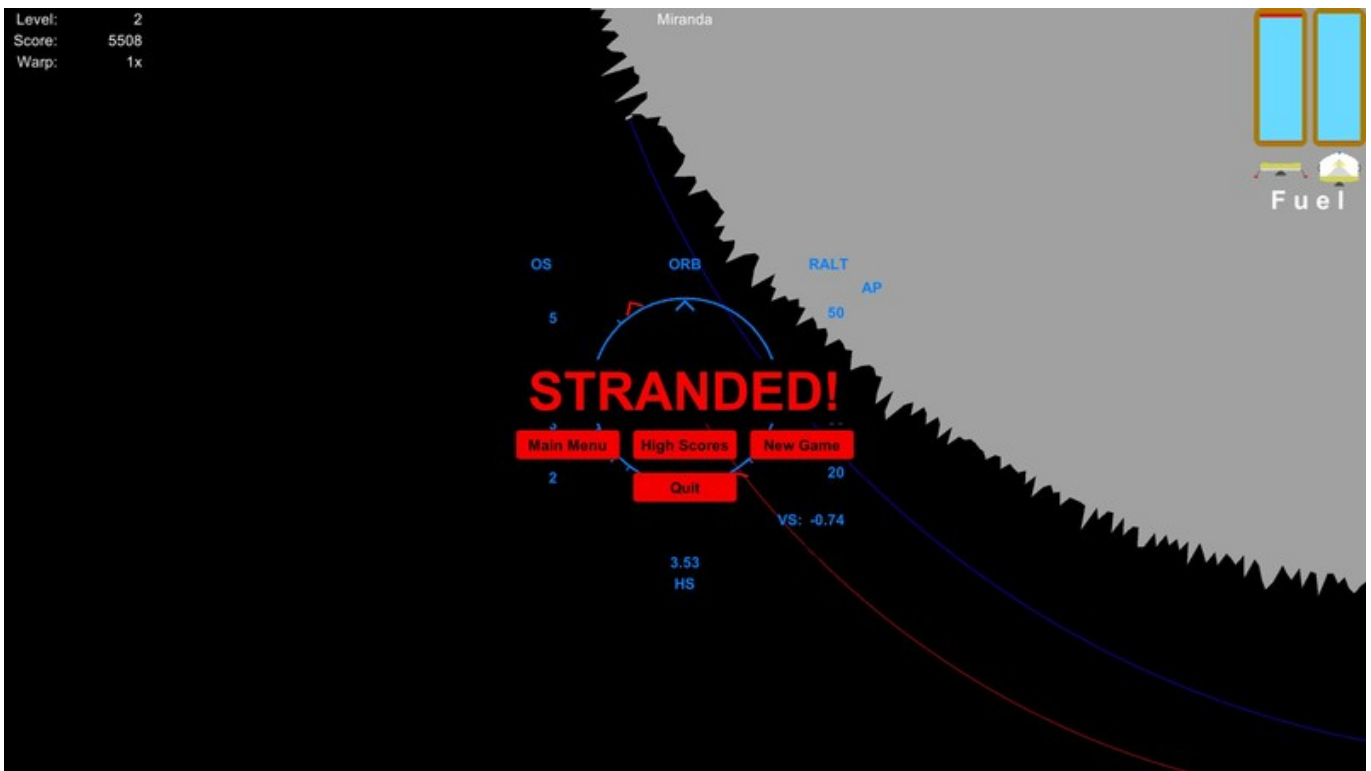 Level: 2
Miranda
Score: 5508
Warp: 1x
Fuel
OS
ORB
RALT
AP
5
50
STRANDED!
Main Menu
High Scores
New Game
2
20
Quit
VS: -0.74
3.53
HS